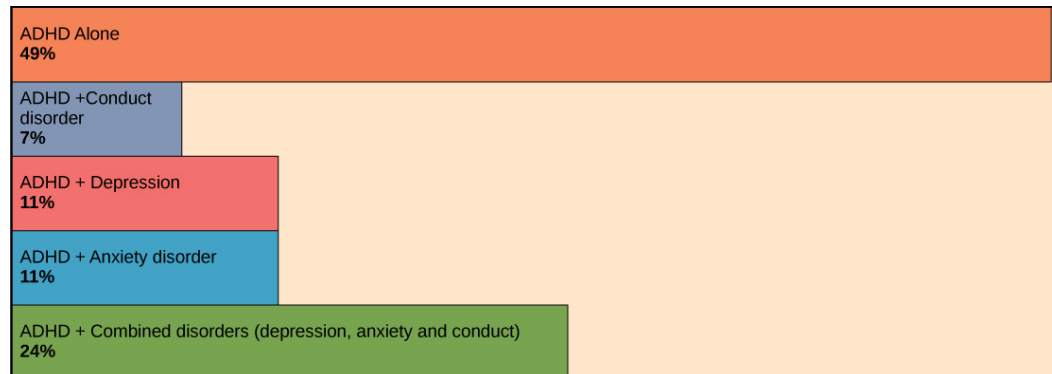 ADHD Alone
49%
ADHD +Conduct
disorder
7%
ADHD + Depression
11%
ADHD + Anxiety disorder
11%
ADHD + Combined disorders (depression, anxiety and conduct)
24%